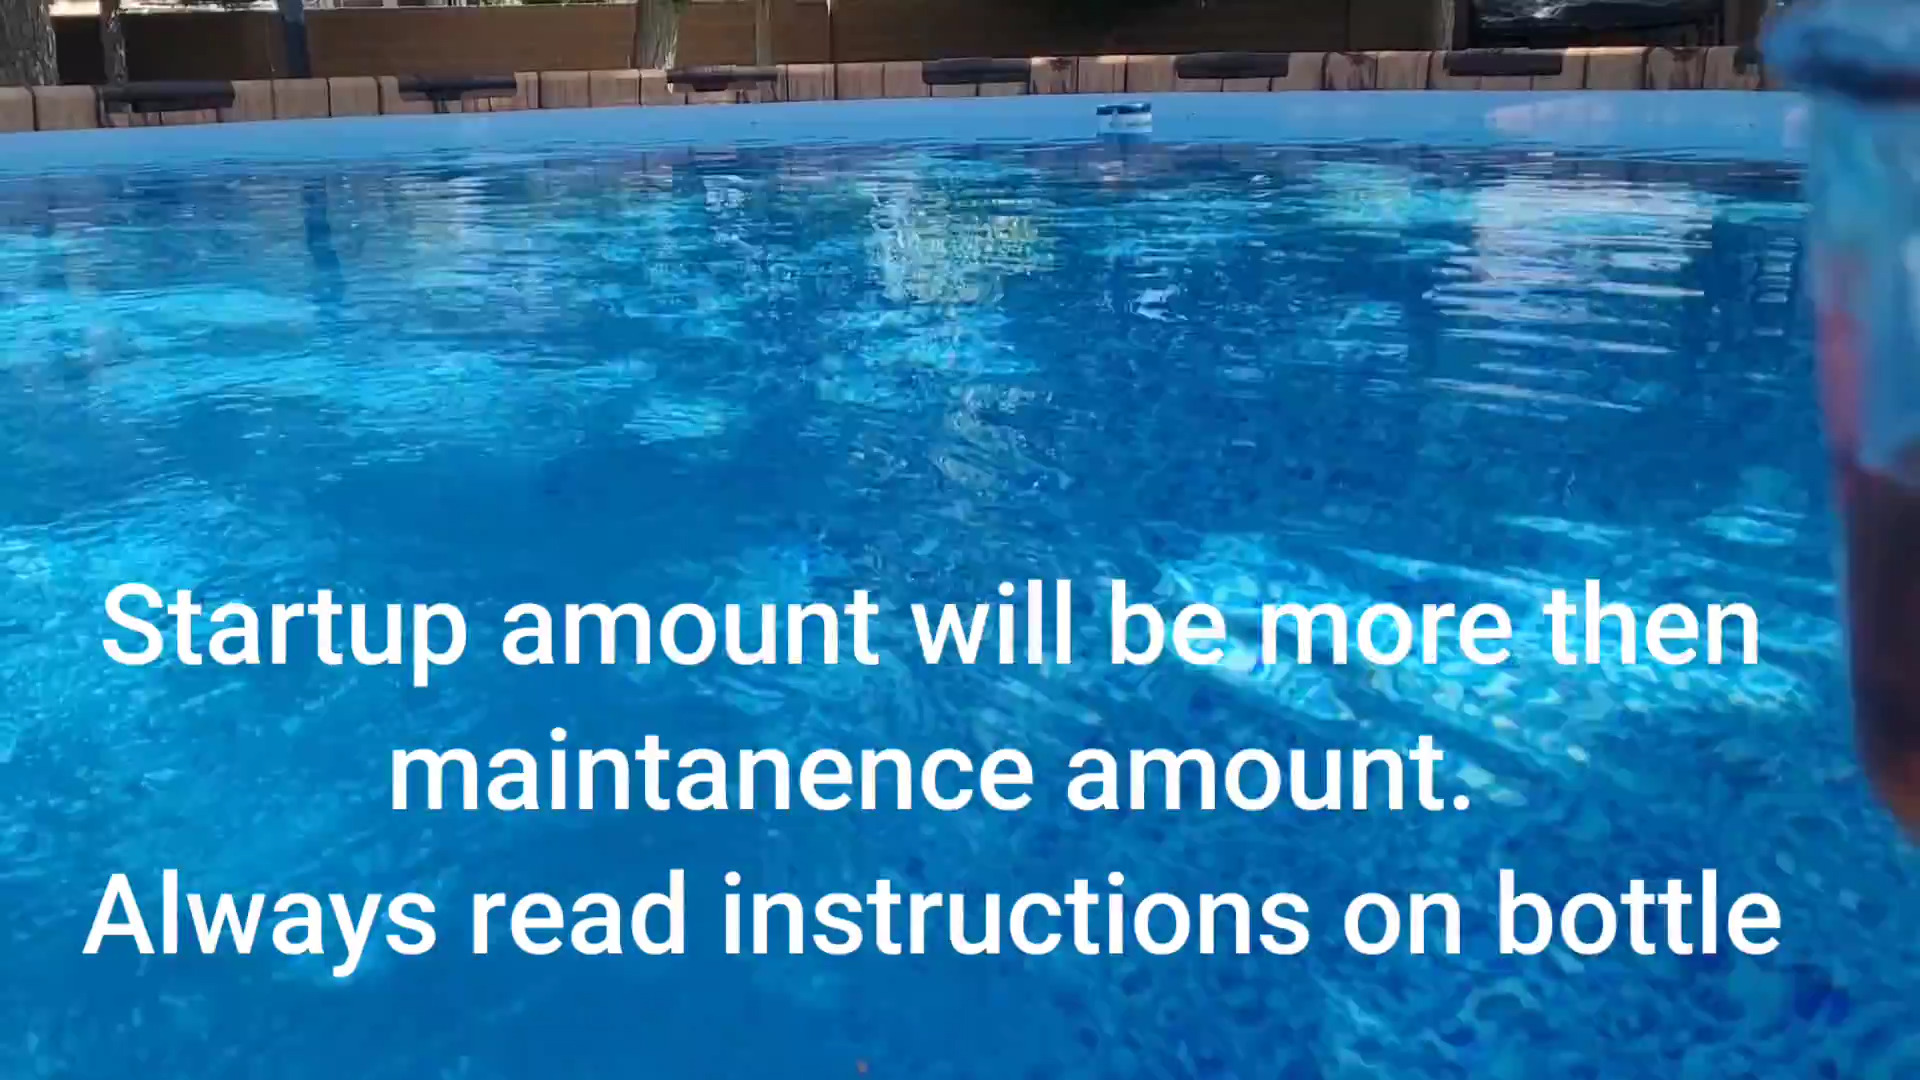 Startup amount will be more then
maintanence amount.
Always read instructions on bottle